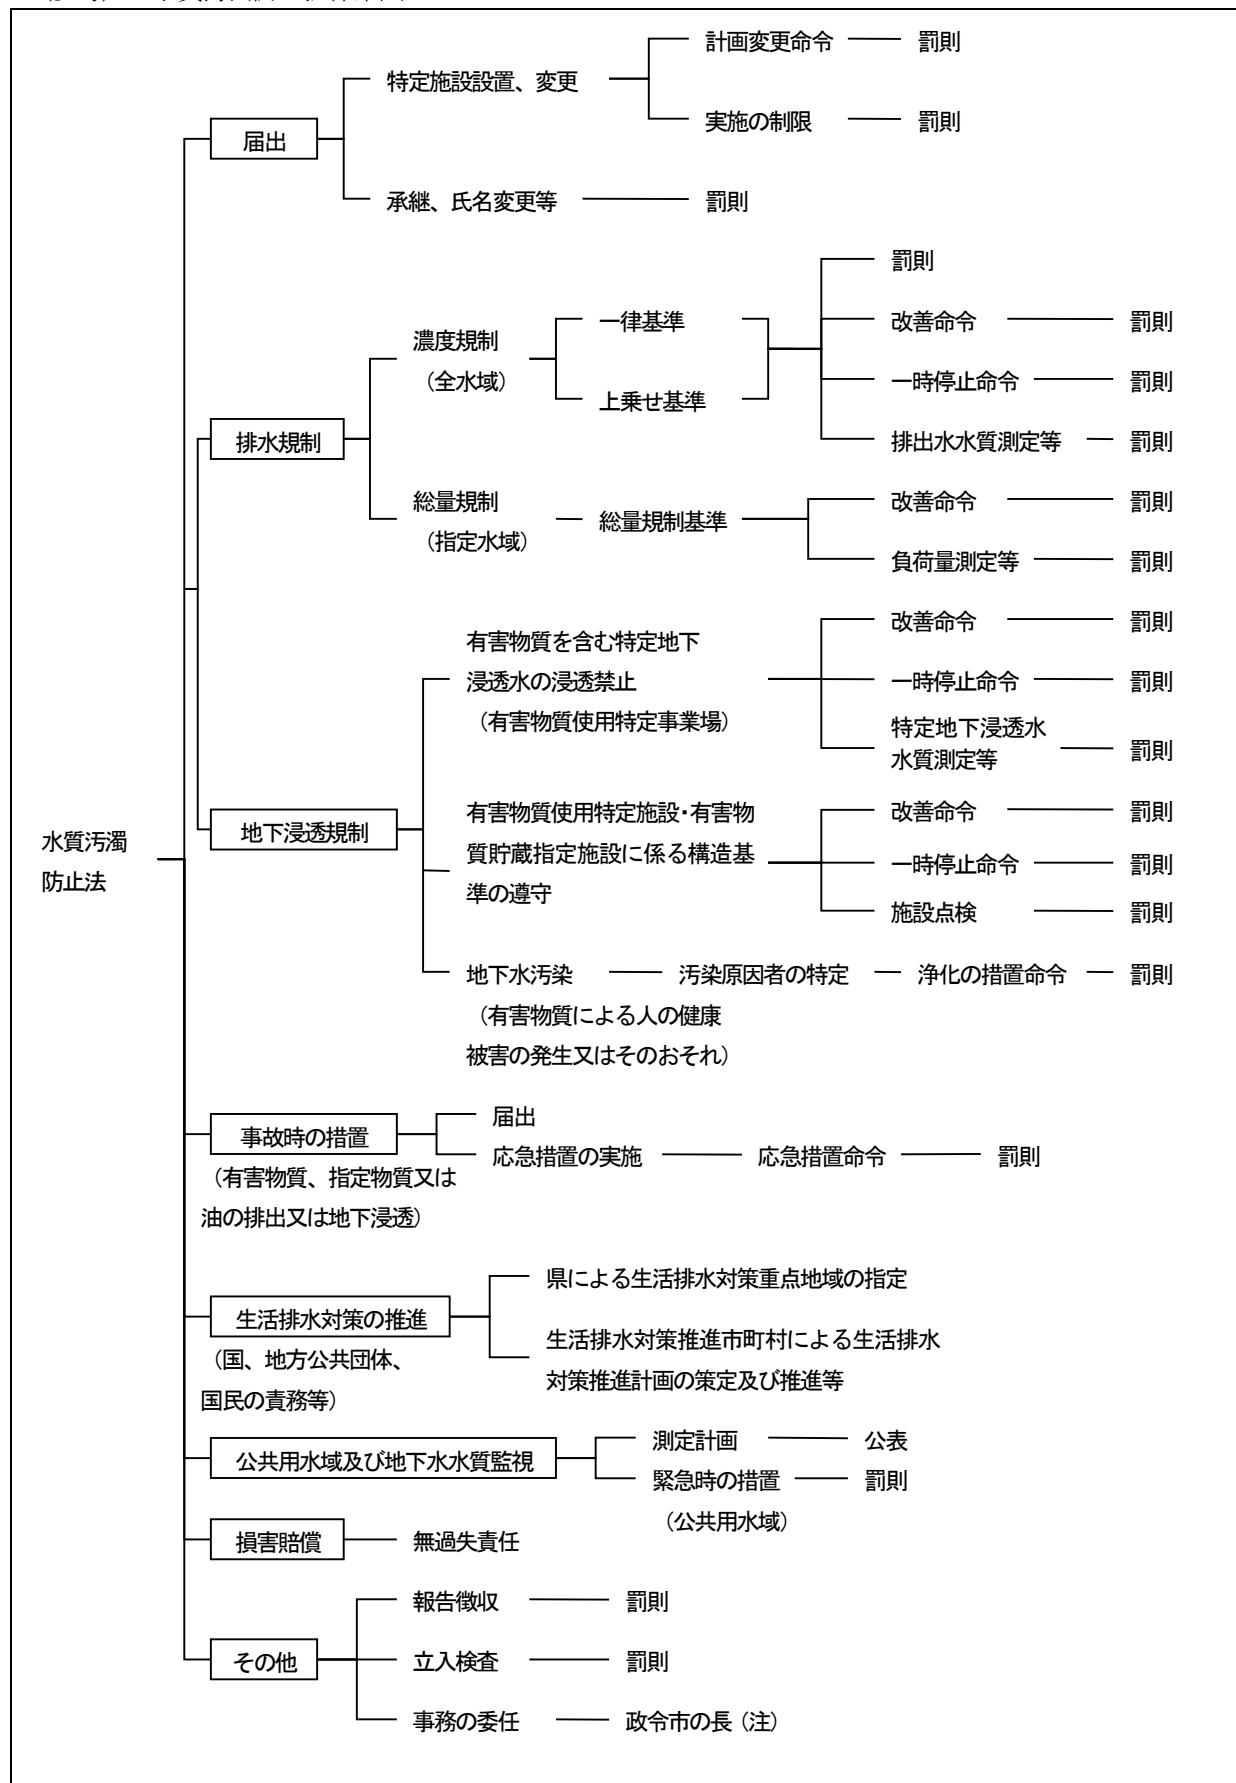 計画変更命令 罰則
特定施設設置、変更
実施の制限 罰則
届出
承継、氏名変更等 罰則
罰則
一律基準 改善命令 罰則
濃度規制
（全水域）
一時停止命令 罰則
上乗せ基準
排水規制 排出水水質測定等 罰則
総量規制 改善命令 罰則
総量規制基準
（指定水域）
負荷量測定等 罰則
改善命令 罰則
有害物質を含む特定地下
浸透水の浸透禁止 一時停止命令 罰則
（有害物質使用特定事業場）
特定地下浸透水
水質測定等 罰則
有害物質使用特定施設・有害物 改善命令 罰則
地下浸透規制
水質汚濁
質貯蔵指定施設に係る構造基 一時停止命令 罰則
防止法
準の遵守
施設点検 罰則
地下水汚染 汚染原因者の特定 浄化の措置命令 罰則
（有害物質による人の健康
被害の発生又はそのおそれ）
届出
事故時の措置
応急措置の実施 応急措置命令 罰則
（有害物質、指定物質又は
油の排出又は地下浸透）
県による生活排水対策重点地域の指定
生活排水対策の推進
生活排水対策推進市町村による生活排水
（国、地方公共団体、
対策推進計画の策定及び推進等
国民の責務等）
測定計画 公表
公共用水域及び地下水水質監視
緊急時の措置 罰則
（公共用水域）
損害賠償 無過失責任
報告徴収 罰則
その他 立入検査 罰則
事務の委任 政令市の長（注）